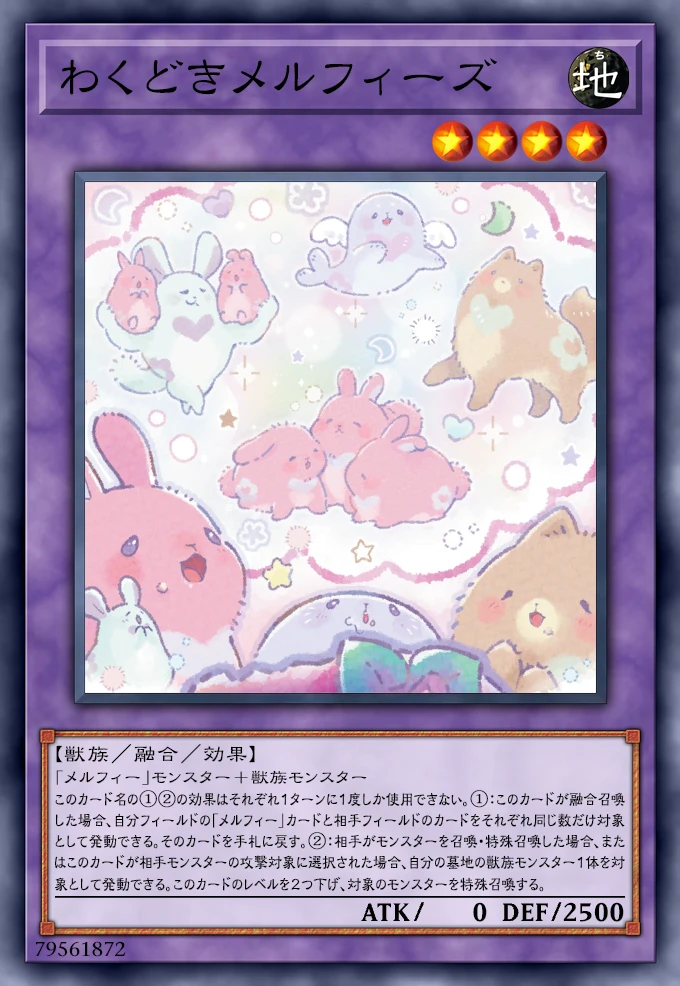 わくどきメルフィーズ
ち
地
【獣族／融合／効果】
「メルフィー」モンスター＋獣族モンスター
このカード名の①②の効果はそれぞれ1ターンに1度しか使用できない。①：このカードが融合召喚
した場合、自分フィールドの「メルフィー」カードと相手フィールドのカードをそれぞれ同じ数だけ対象
として発動できる。そのカードを手札に戻す。②：相手がモンスターを召喚・特殊召喚した場合、また
はこのカードが相手モンスターの攻撃対象に選択された場合、自分の墓地の獣族モンスター1体を対
象として発動できる。このカードのレベルを2つ下げ、対象のモンスターを特殊召喚する。
ATK/ 0 DEF/2500
79561872